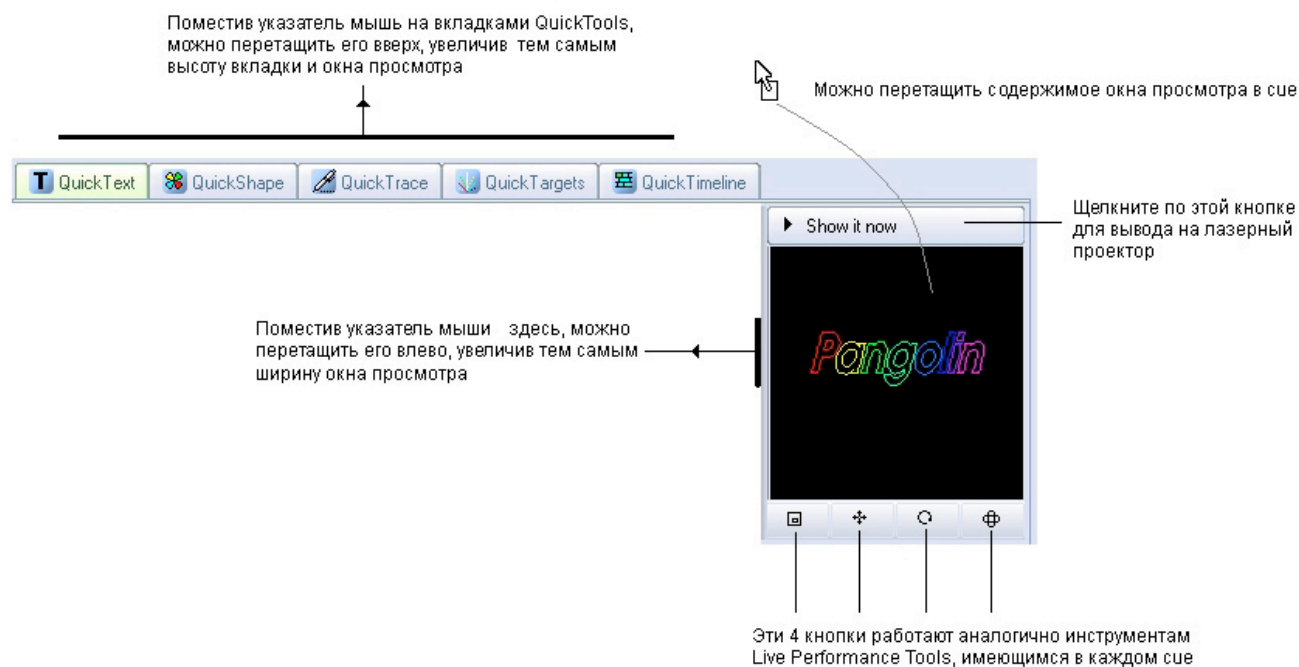 Поместив указатель мышь на вкладками QuickTools,
можно перетащить его вверх, увеличив тем самым
высоту вкладки и окна просмотра
Можно перетащить содержимое окна просмотра в cue
QuickText QuickShape QuickTrace QuickTargets QuickTimeline
Show it now
Щелкните по этой кнопке
для вывода на лазерный
проектор
Pangolin
Поместив указатель мыши здесь, можно
перетащить его влево, увеличив тем самым
ширину окна просмотра
Эти 4 кнопки работают аналогично инструментам
Live Performance Tools, имеющимся в каждом cue